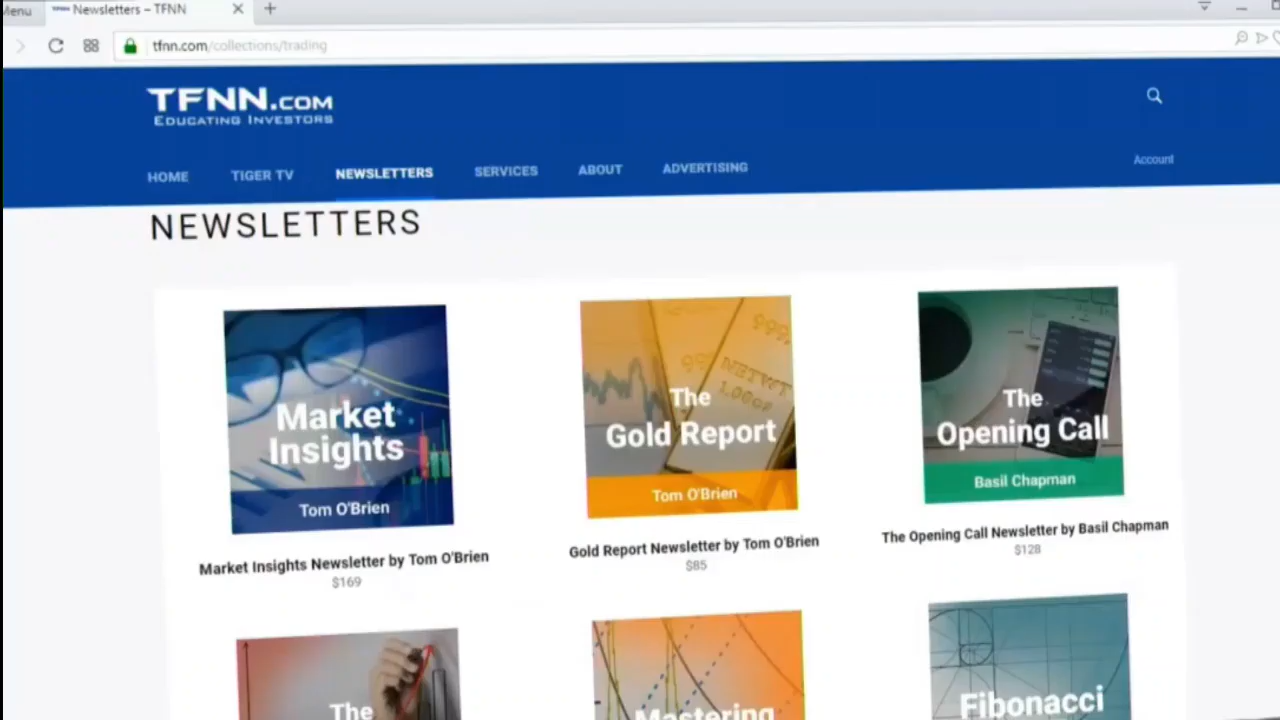 Menu
Newsletters – TFNN
tfnn.com/collections/trading
TFNN.COM
EDUCATING INVESTORS
HOME TIGER TV NEWSLETTERS SERVICES ABOUT ADVERTISING
Account
NEWSLETTERS
Market
Insights
Tom O'Brien
Market Insights Newsletter by Tom O'Brien
$169
The
Gold Report
Tom O'Brien
Gold Report Newsletter by Tom O'Brien
$85
The
Opening Call
Basil Chapman
The Opening Call Newsletter by Basil Chapman
$128
The
Mastering
Fibonacci